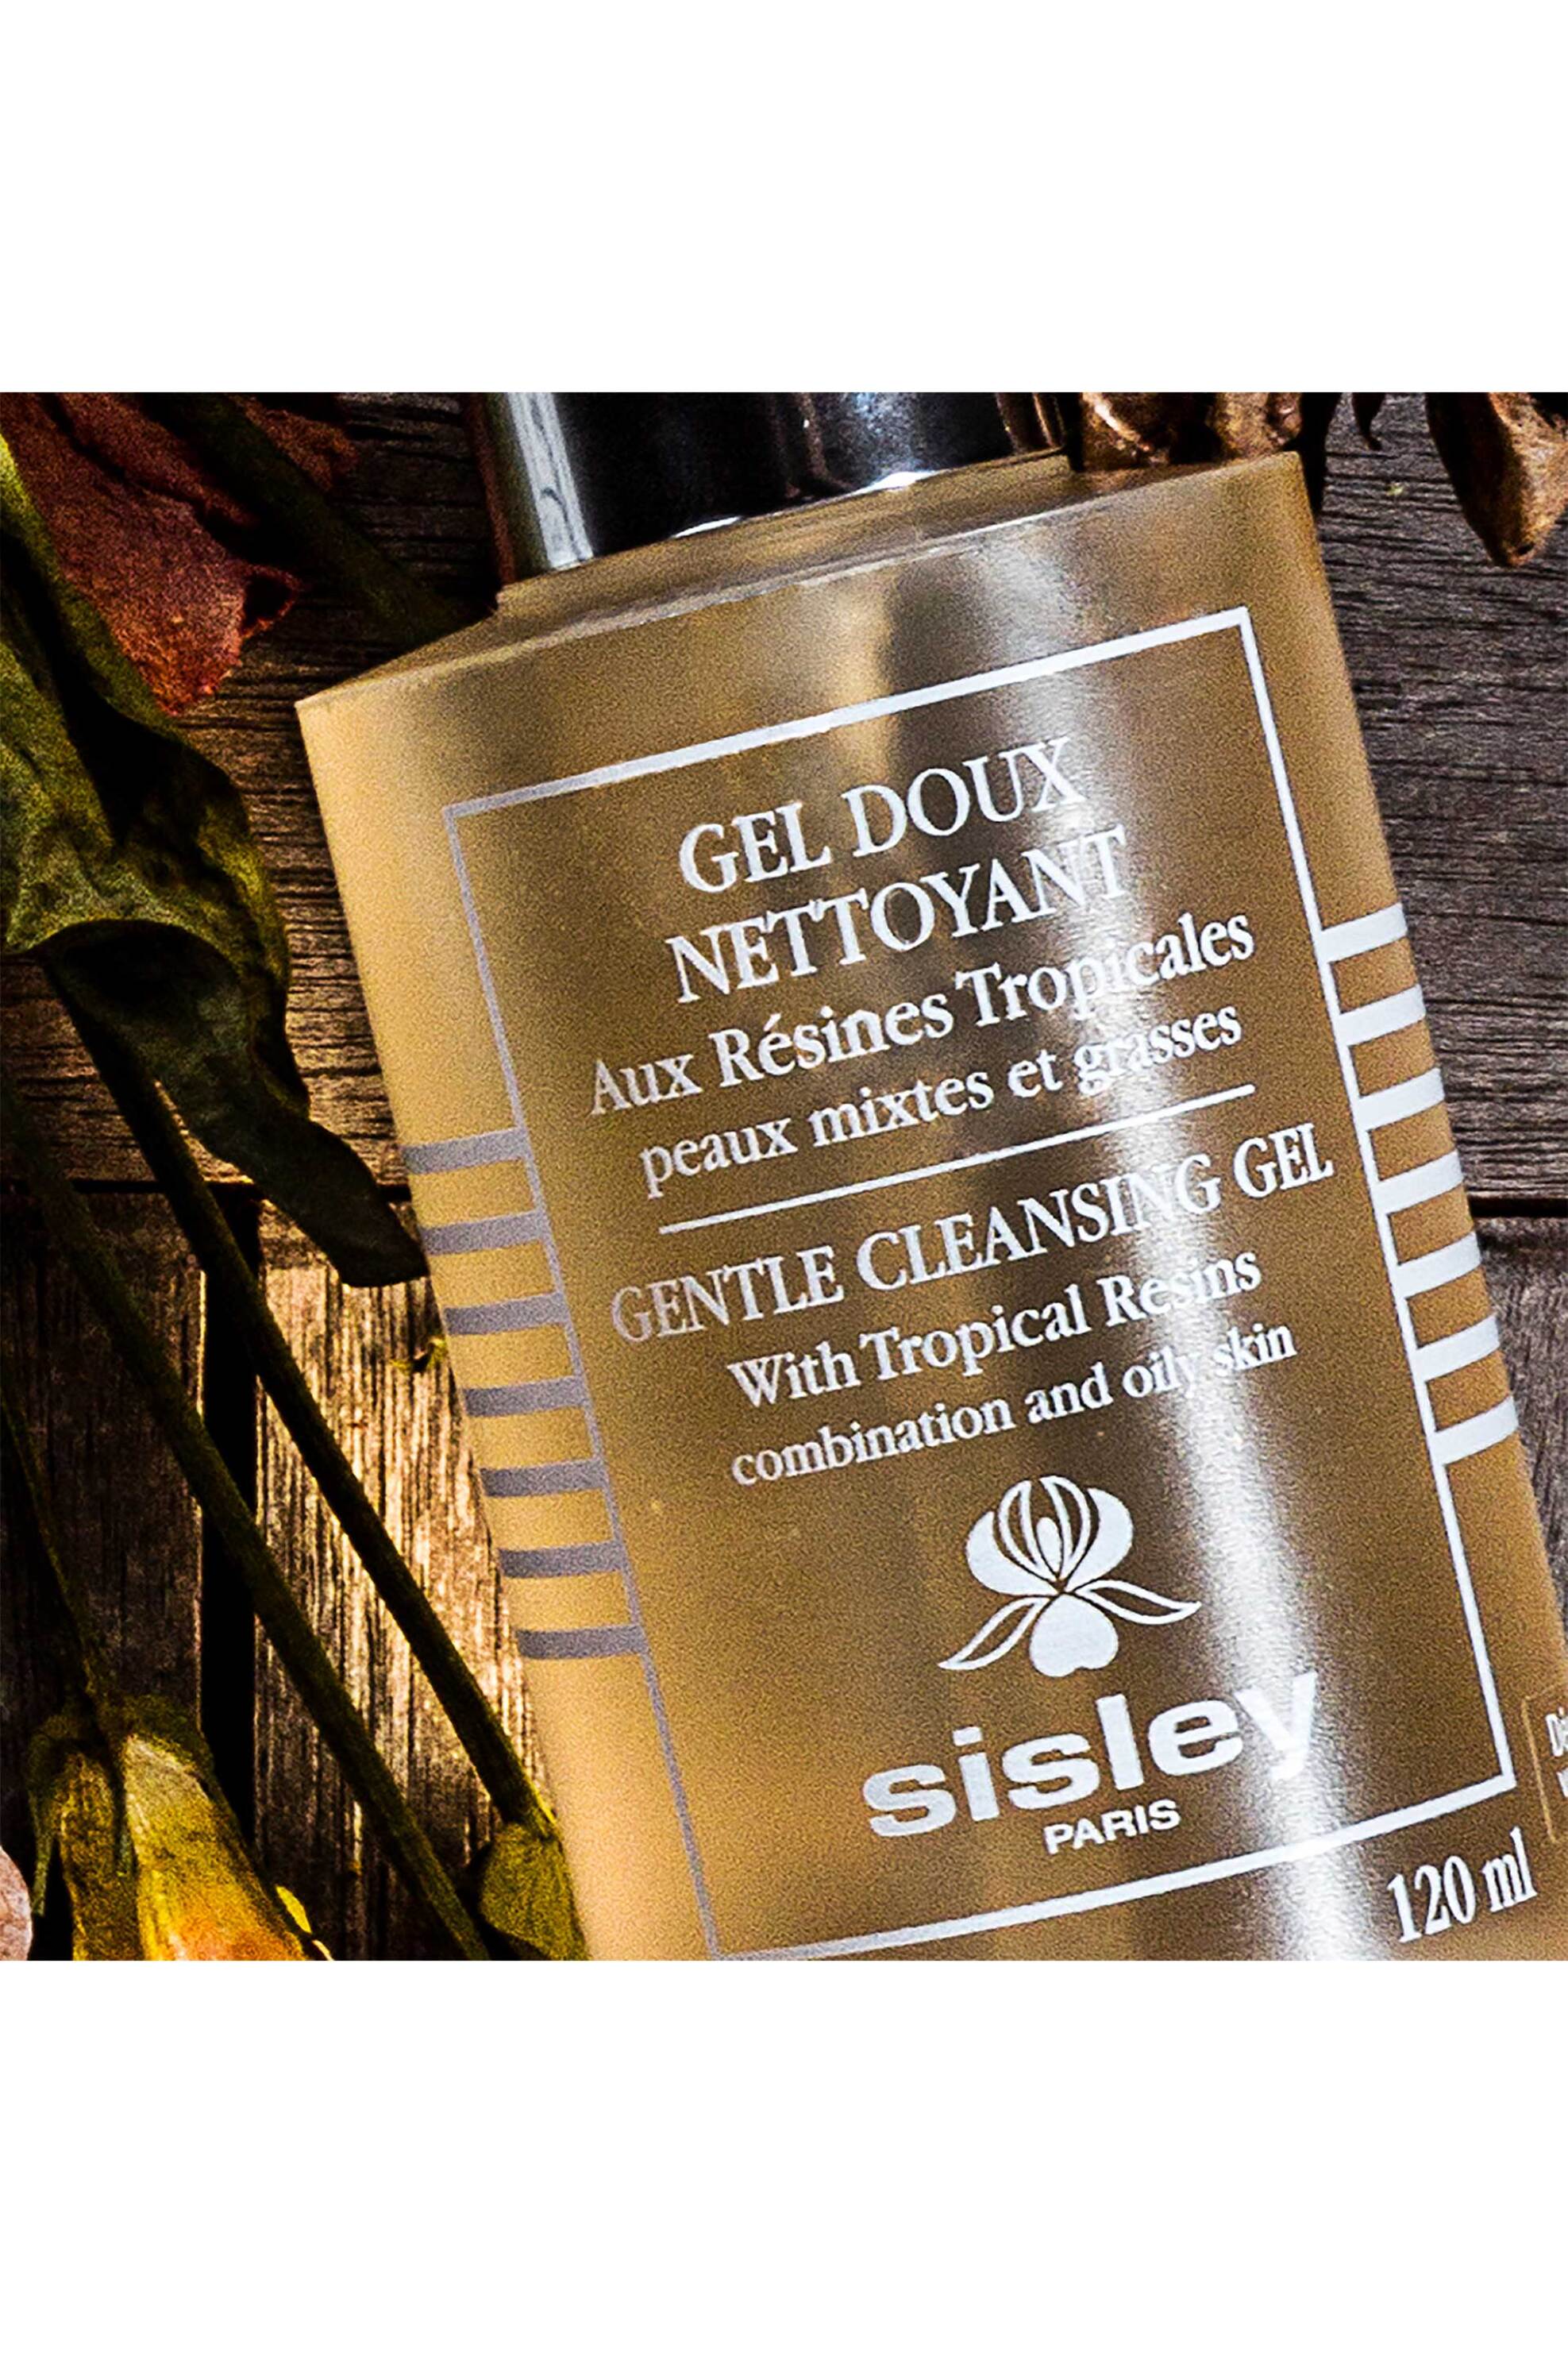 GEL DOUX
NETTOYANT
Aux Résines Tropicales
peaux mixtes et grasses
GENTLE CLEANSING GEL
With Tropical Resins
combination and oily skin
sisley
PARIS
120 ml